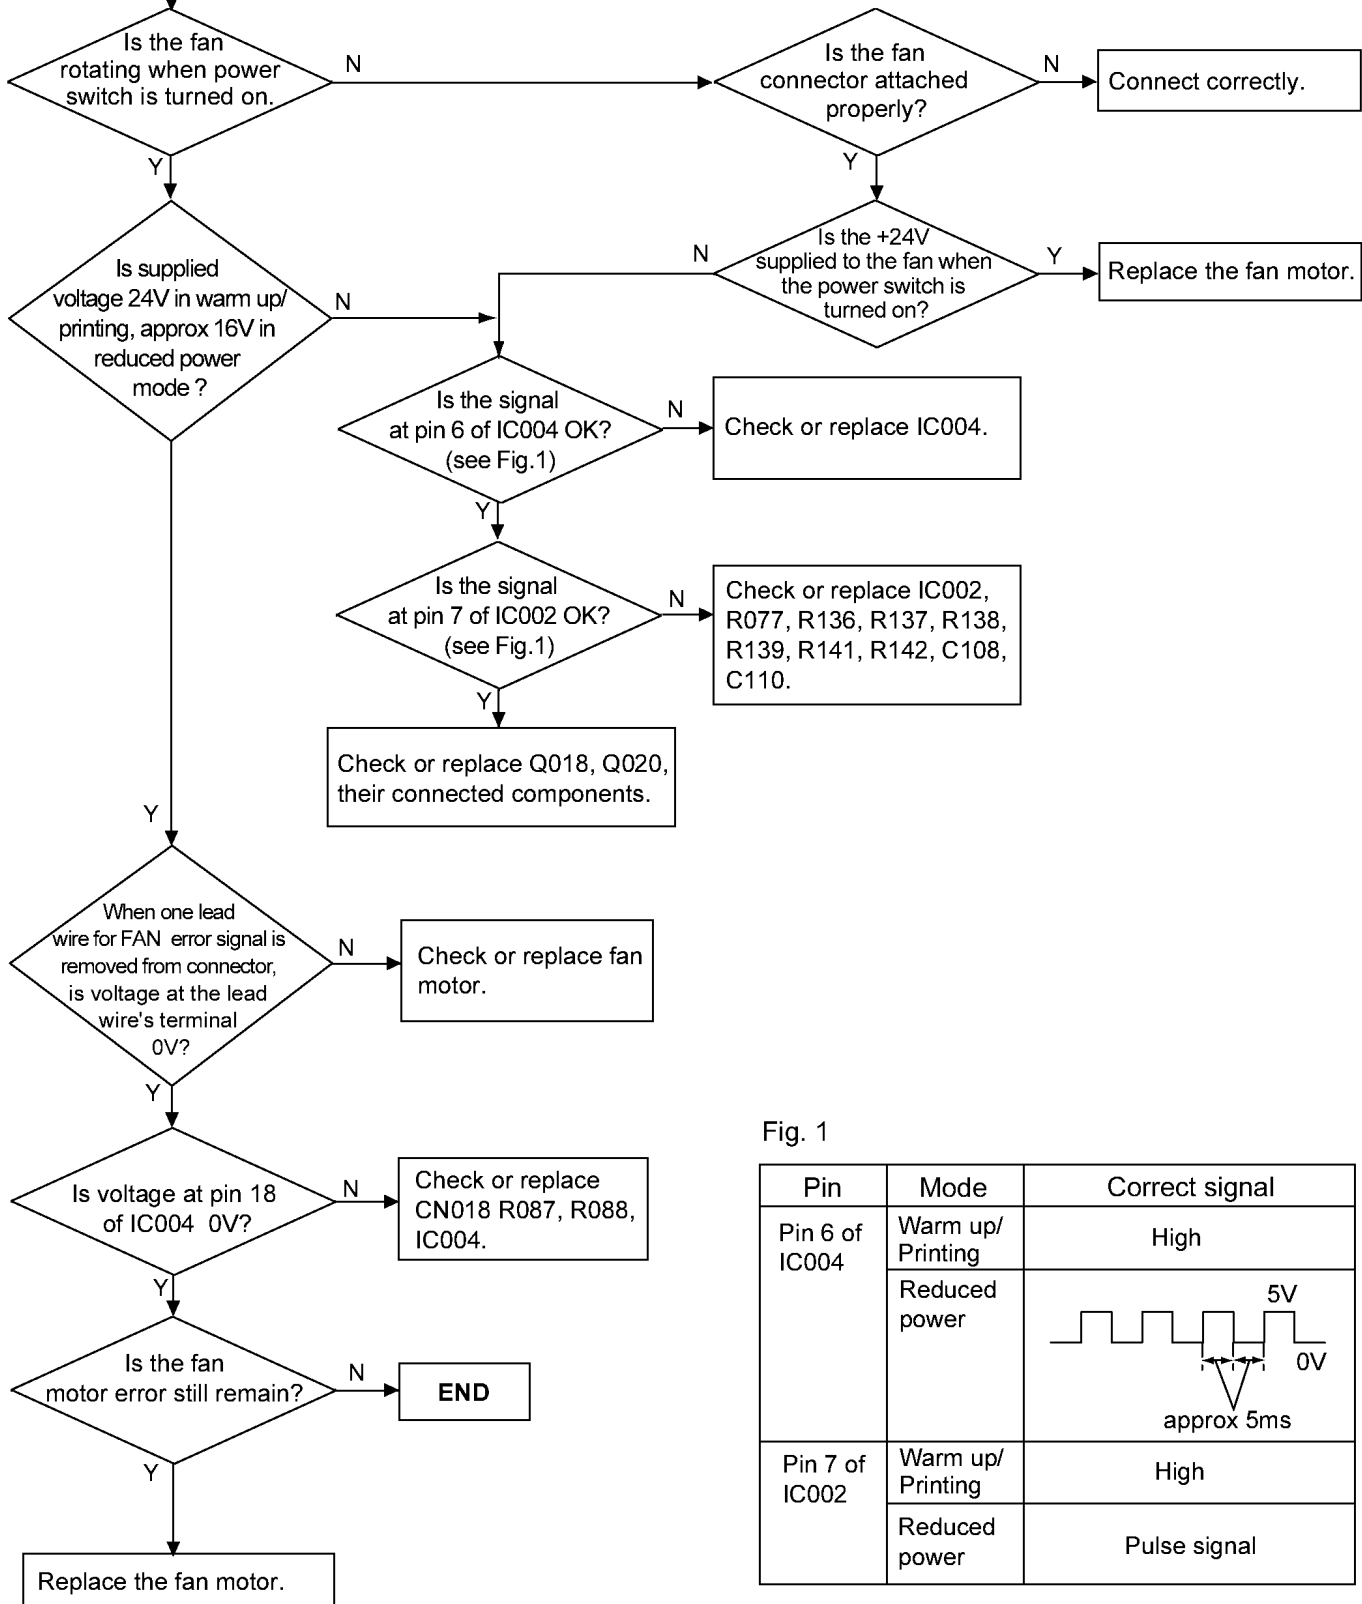 Is the fan
rotating when power
switch is turned on.
N
Y
Is the fan
connector attached
properly?
N
Connect correctly.
Y
Is supplied
voltage 24V in warm up/
printing, approx 16V in
reduced power
mode ?
N
Y
Is the +24V
supplied to the fan when
the power switch is
turned on?
N
Y
Replace the fan motor.
Is the signal
at pin 6 of IC004 OK?
(see Fig.1)
N
Check or replace IC004.
Y
Is the signal
at pin 7 of IC002 OK?
(see Fig.1)
N
Check or replace IC002,
R077, R136, R137, R138,
R139, R141, R142, C108,
C110.
Y
Check or replace Q018, Q020,
their connected components.
When one lead
wire for FAN error signal is
removed from connector,
is voltage at the lead
wire's terminal
0V?
N
Check or replace fan
motor.
Y
Is voltage at pin 18
of IC004 0V?
N
Check or replace
CN018 R087, R088,
IC004.
Y
Is the fan
motor error still remain?
N
END
Y
Replace the fan motor.
Fig. 1
Pin Mode Correct signal
Pin 6 of
IC004
Warm up/
Printing
High
Reduced
power
5V
0V
approx 5ms
Pin 7 of
IC002
Warm up/
Printing
High
Reduced
power
Pulse signal